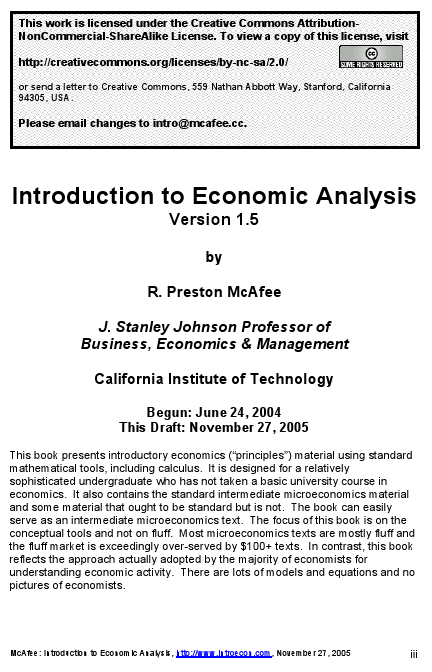 This work is licensed under the Creative Commons Attribution-
NonCommercial-ShareAlike License. To view a copy of this license, visit
http://creativecommons.org/licenses/by-nc-sa/2.0/
cc
SOME RIGHTS RESERVED
or send a letter to Creative Commons, 559 Nathan Abbott Way, Stanford, California
94305, USA.
Please email changes to intro@mcafee.cc.
Introduction to Economic Analysis
Version 1.5
by
R. Preston McAfee
J. Stanley Johnson Professor of
Business, Economics & Management
California Institute of Technology
Begun: June 24, 2004
This Draft: November 27, 2005
This book presents introductory economics (“principles”) material using standard
mathematical tools, including calculus. It is designed for a relatively
sophisticated undergraduate who has not taken a basic university course in
economics. It also contains the standard intermediate microeconomics material
and some material that ought to be standard but is not. The book can easily
serve as an intermediate microeconomics text. The focus of this book is on the
conceptual tools and not on fluff. Most microeconomics texts are mostly fluff and
the fluff market is exceedingly over-served by $100+ texts. In contrast, this book
reflects the approach actually adopted by the majority of economists for
understanding economic activity. There are lots of models and equations and no
pictures of economists.
McAfee: Introduction to Economic Analysis, http://www.introecon.com, November 27, 2005 iii